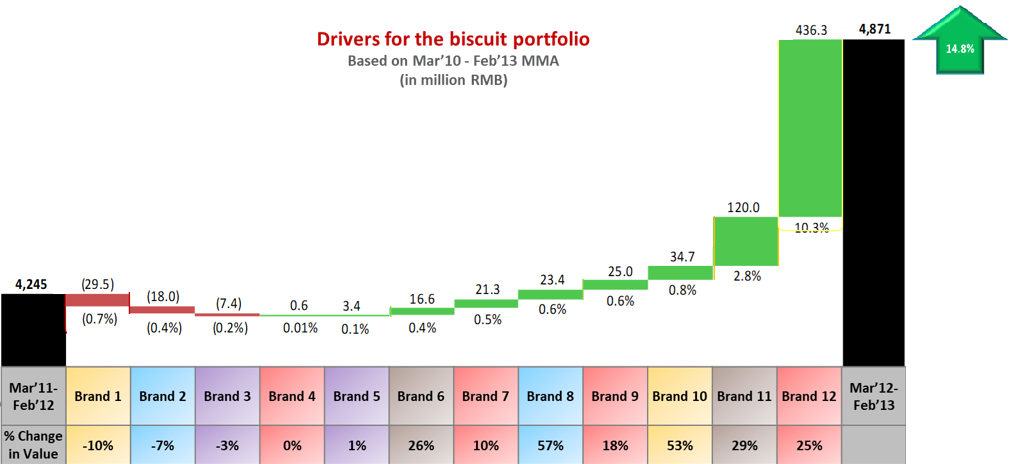 Drivers for the biscuit portfolio
Based on Mar’10 - Feb’13 MMA
(in million RMB)
14.8%
4,245
(29.5)
(18.0)
(7.4)
0.6
3.4
16.6
21.3
23.4
25.0
34.7
120.0
436.3
4,871
(0.7%)
(0.4%)
(0.2%)
0.01%
0.1%
0.4%
0.5%
0.6%
0.6%
0.8%
2.8%
10.3%
Mar’11-
Feb’12
Brand 1
Brand 2
Brand 3
Brand 4
Brand 5
Brand 6
Brand 7
Brand 8
Brand 9
Brand 10
Brand 11
Brand 12
Mar’12-
Feb’13
% Change
in Value
-10%
-7%
-3%
0%
1%
26%
10%
57%
18%
53%
29%
25%